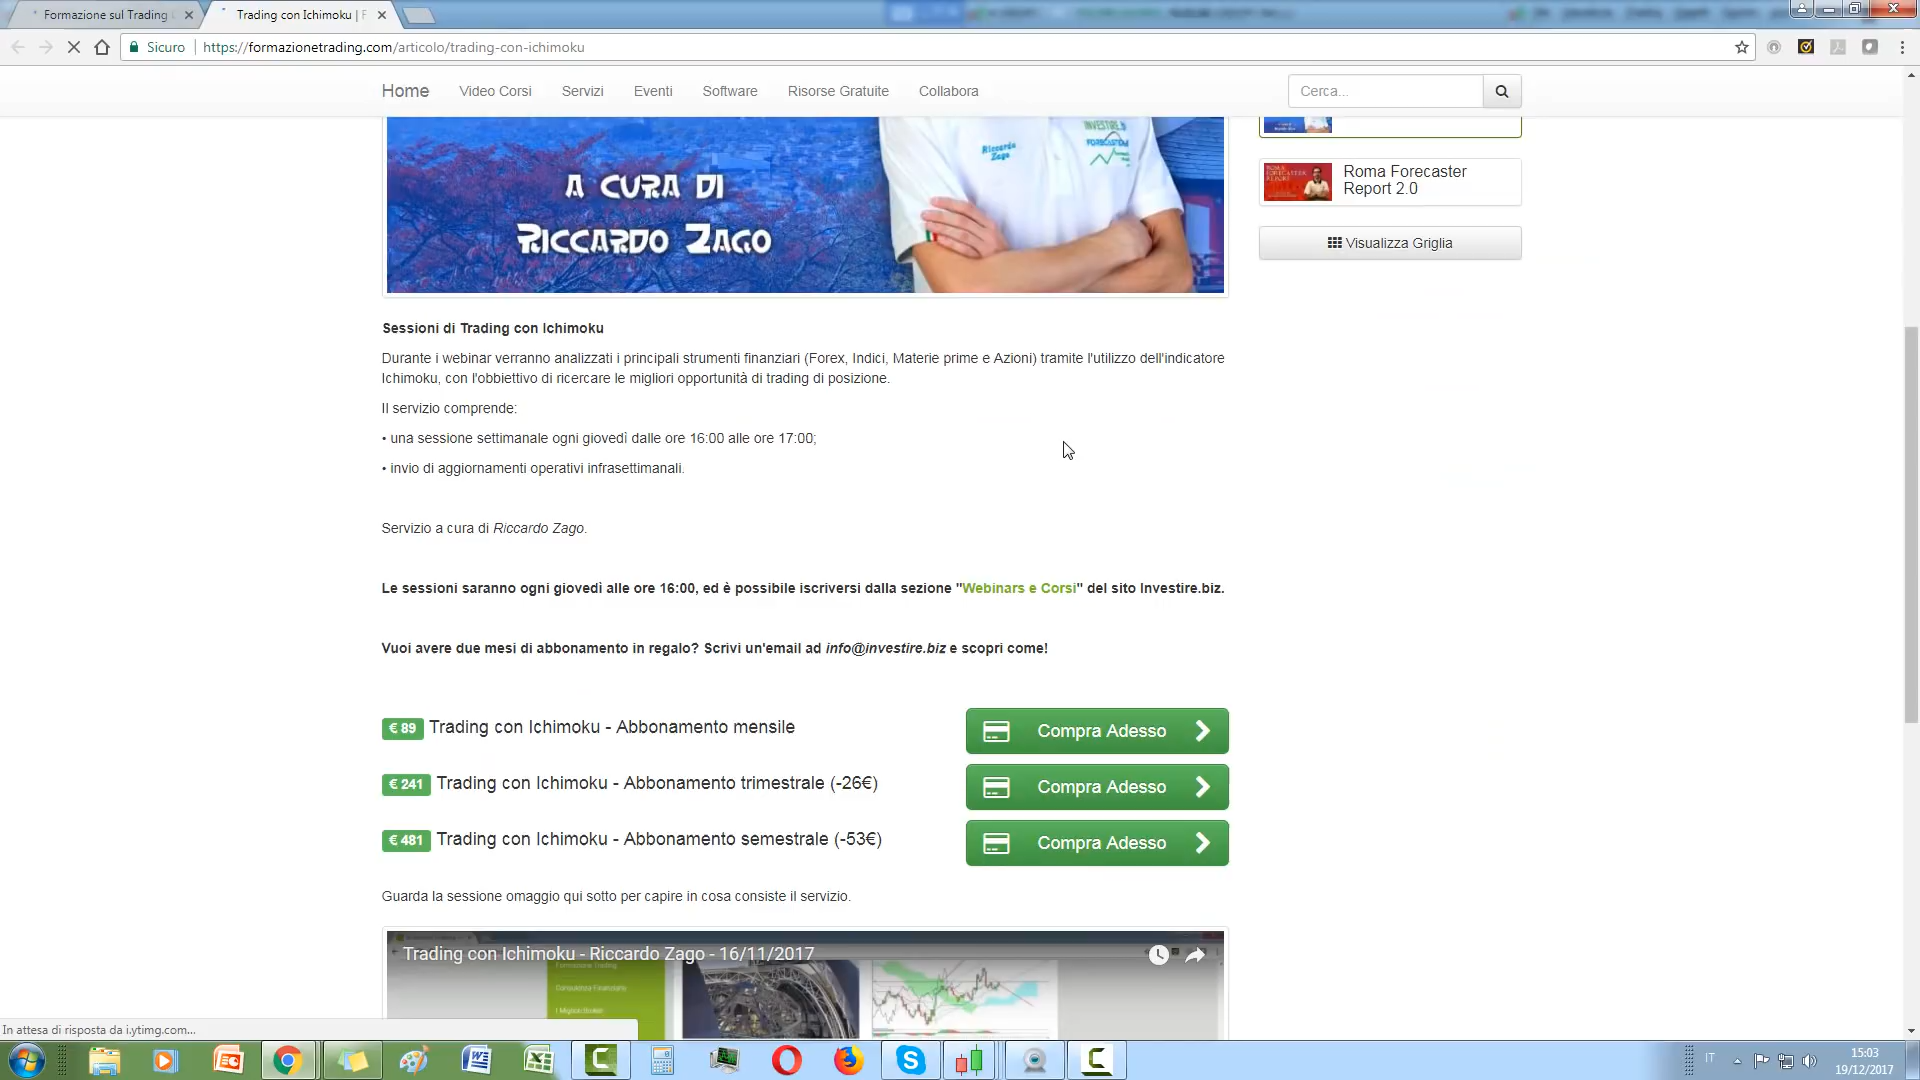 Formazione sul Trading
Trading con Ichimoku | F
Sicuro
https://formazionetrading.com/articolo/trading-con-ichimoku
Home
Video Corsi
Servizi
Eventi
Software
Risorse Gratuite
Collabora
Cerca...
A CURA DI
RICCARDO ZAGO
Riccardo
Zago
INVESTIRE.B
FORECASTION
Roma Forecaster
Report 2.0
Visualizza Griglia
Sessioni di Trading con Ichimoku
Durante i webinar verranno analizzati i principali strumenti finanziari (Forex, Indici, Materie prime e Azioni) tramite l'utilizzo dell'indicatore
Ichimoku, con l'obbiettivo di ricercare le migliori opportunità di trading di posizione.
Il servizio comprende:
• una sessione settimanale ogni giovedì dalle ore 16:00 alle ore 17:00;
• invio di aggiornamenti operativi infrasettimanali.
Servizio a cura di Riccardo Zago.
Le sessioni saranno ogni giovedì alle ore 16:00, ed è possibile iscriversi dalla sezione "Webinars e Corsi" del sito Investire.biz.
Vuoi avere due mesi di abbonamento in regalo? Scrivi un'email ad info@investire.biz e scopri come!
€ 89 Trading con Ichimoku - Abbonamento mensile
Compra Adesso
€ 241 Trading con Ichimoku - Abbonamento trimestrale (-26€)
Compra Adesso
€ 481 Trading con Ichimoku - Abbonamento semestrale (-53€)
Compra Adesso
Guarda la sessione omaggio qui sotto per capire in cosa consiste il servizio.
Trading con Ichimoku - Riccardo Zago - 16/11/2017
Formazione Trading
Consulenza Finanziario
I Migliori Broker
In attesa di risposta da i.ytimg.com...
IT
15:03
19/12/2017